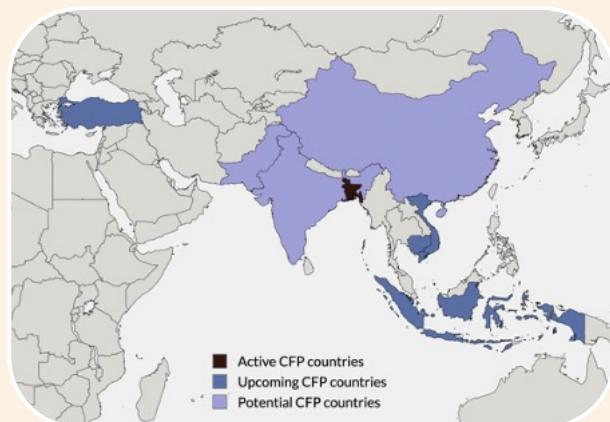 Active CFP countries
Upcoming CFP countries
Potential CFP countries